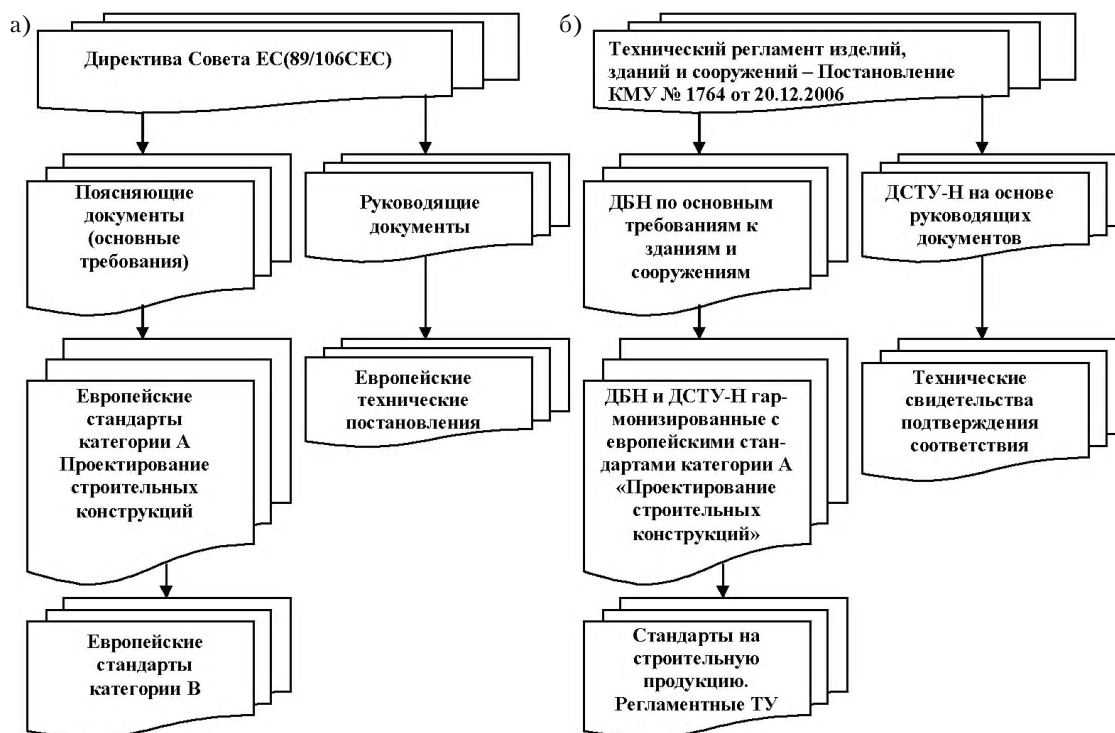 а)
Директива Совета ЕС(89/106СЕС)
Поясняющие
документы
(основные
требования)
Руководящие
документы
Европейские
стандарты
категории А
Проектирование
строительных
конструкций
Европейские
технические
постановления
Европейские
стандарты
категории В
б)
Технический регламент изделий,
зданий и сооружений – Постановление
КМУ № 1764 от 20.12.2006
ДБН по основным
требованиям к
зданиям и
сооружениям
ДСТУ-Н на основе
руководящих
документов
ДБН и ДСТУ-Н гар-
монизированные с
европейскими стан-
дартами категории А
«Проектирование
строительных
конструкций»
Технические
свидетельства
подтверждения
соответствия
Стандарты на
строительную
продукцию.
Регламентные ТУ